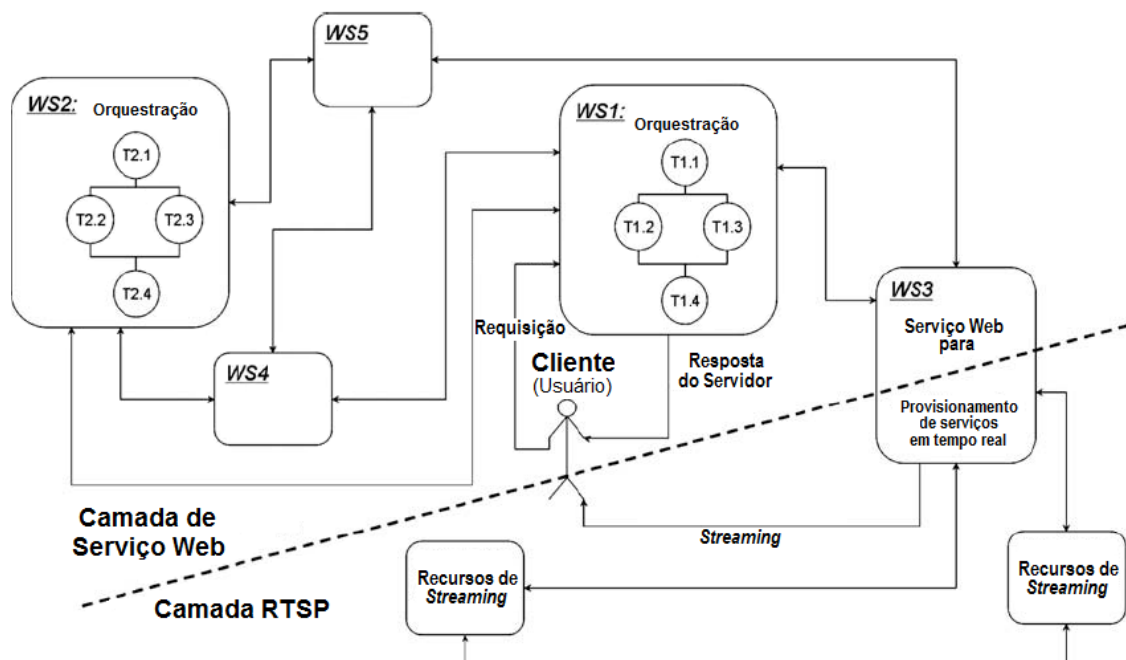 WS5
WS2: Orquestração
T2.1
T2.2
T2.3
T2.4
WS1:
Orquestração
T1.1
T1.2
T1.3
T1.4
WS3
Serviço Web
para
Provisionamento
de serviços
em tempo real
WS4
Requisição
Cliente
(Usuário)
Resposta
do Servidor
Camada de
Serviço Web
Camada RTSP
Streaming
Recursos de
Streaming
Recursos de
Streaming